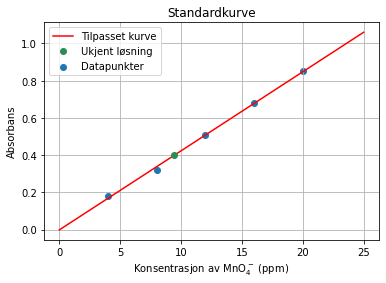 Standardkurve
Tilpasset kurve
Ukjent løsning
Datapunkter
Absorbans
1.0
0.8
0.6
0.4
0.2
0.0
0 5 10 15 20 25
Konsentrasjon av MnO₄⁻ (ppm)